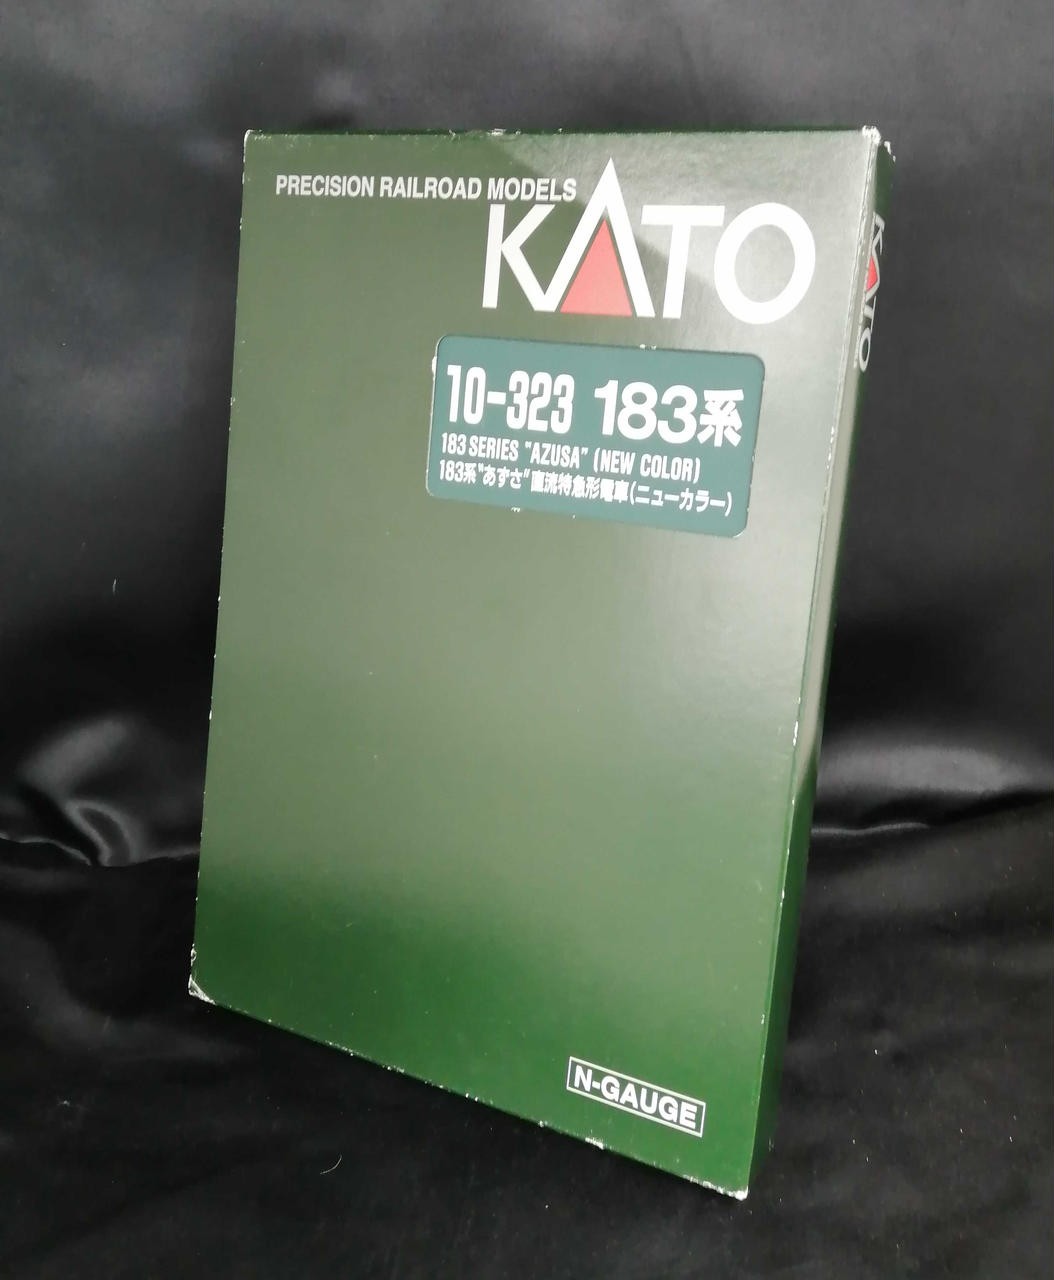 PRECISION RAILROAD MODELS
KATO
10-323 183系
183 SERIES "AZUSA" (NEW COLOR)
183系"あずさ"直流特急形電車(ニューカラー)
N-GAUGE
KATO